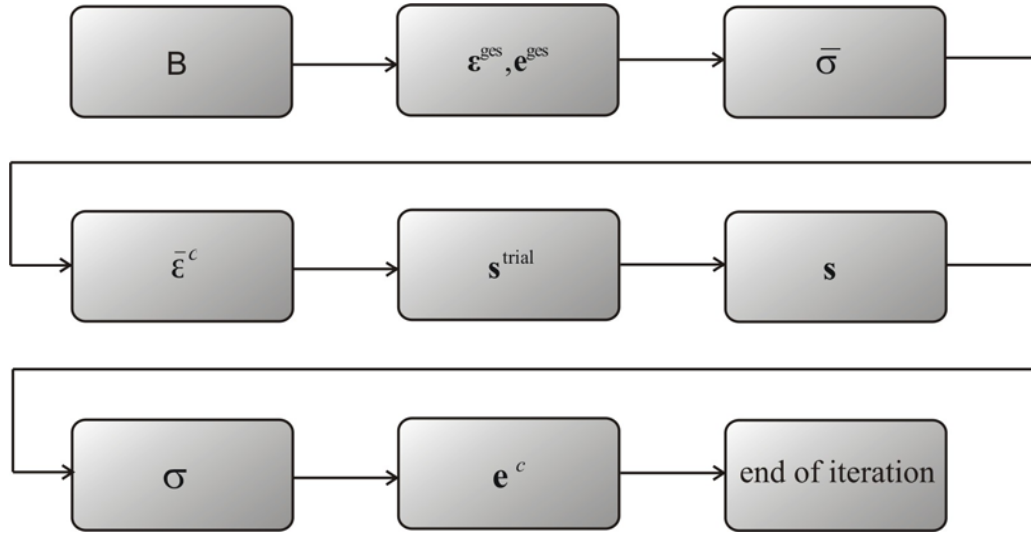 B
ε^ges, e^ges
σ̅
ε̅^c
s^trial
s
σ
e^c
end of iteration